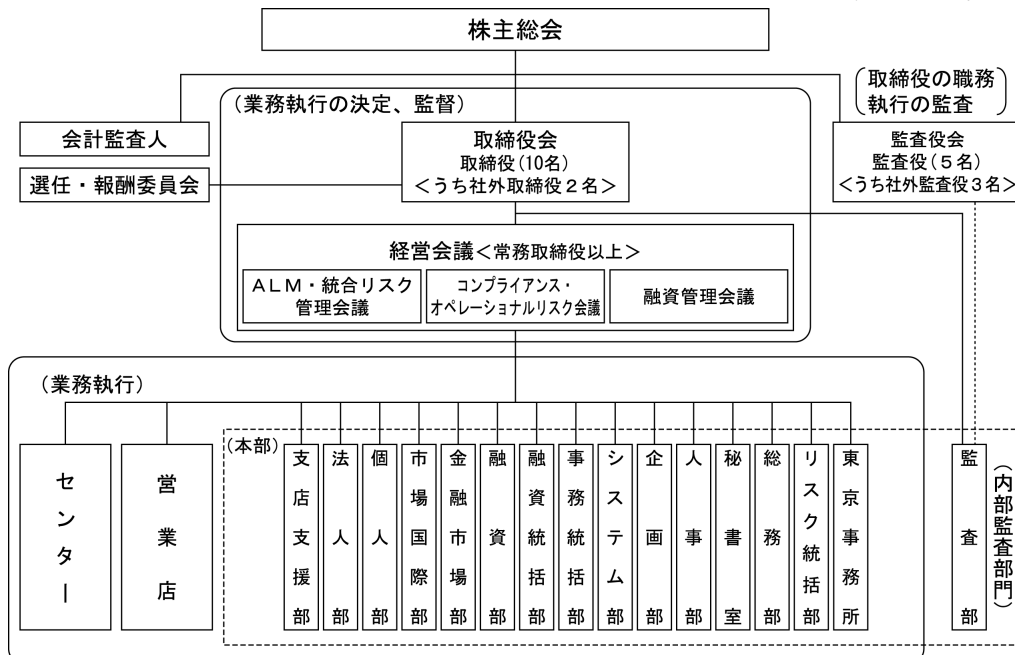 株主総会
（取締役の職務
執行の監査）
（業務執行の決定、監督）
会計監査人
取締役会
取締役（10名）
＜うち社外取締役２名＞
監査役会
監査役（５名）
＜うち社外監査役３名＞
選任・報酬委員会
経営会議＜常務取締役以上＞
ＡＬＭ・統合リスク
管理会議
コンプライアンス・
オペレーショナルリスク会議
融資管理会議
（業務執行）
（本部）
センター
営業店
支店支援部
法人部
個人部
市場国際部
金融市場部
融資部
融資統括部
事務統括部
システム部
企画部
人事部
秘書室
総務部
リスク統括部
東京事務所
監査部
（内部監査部門）